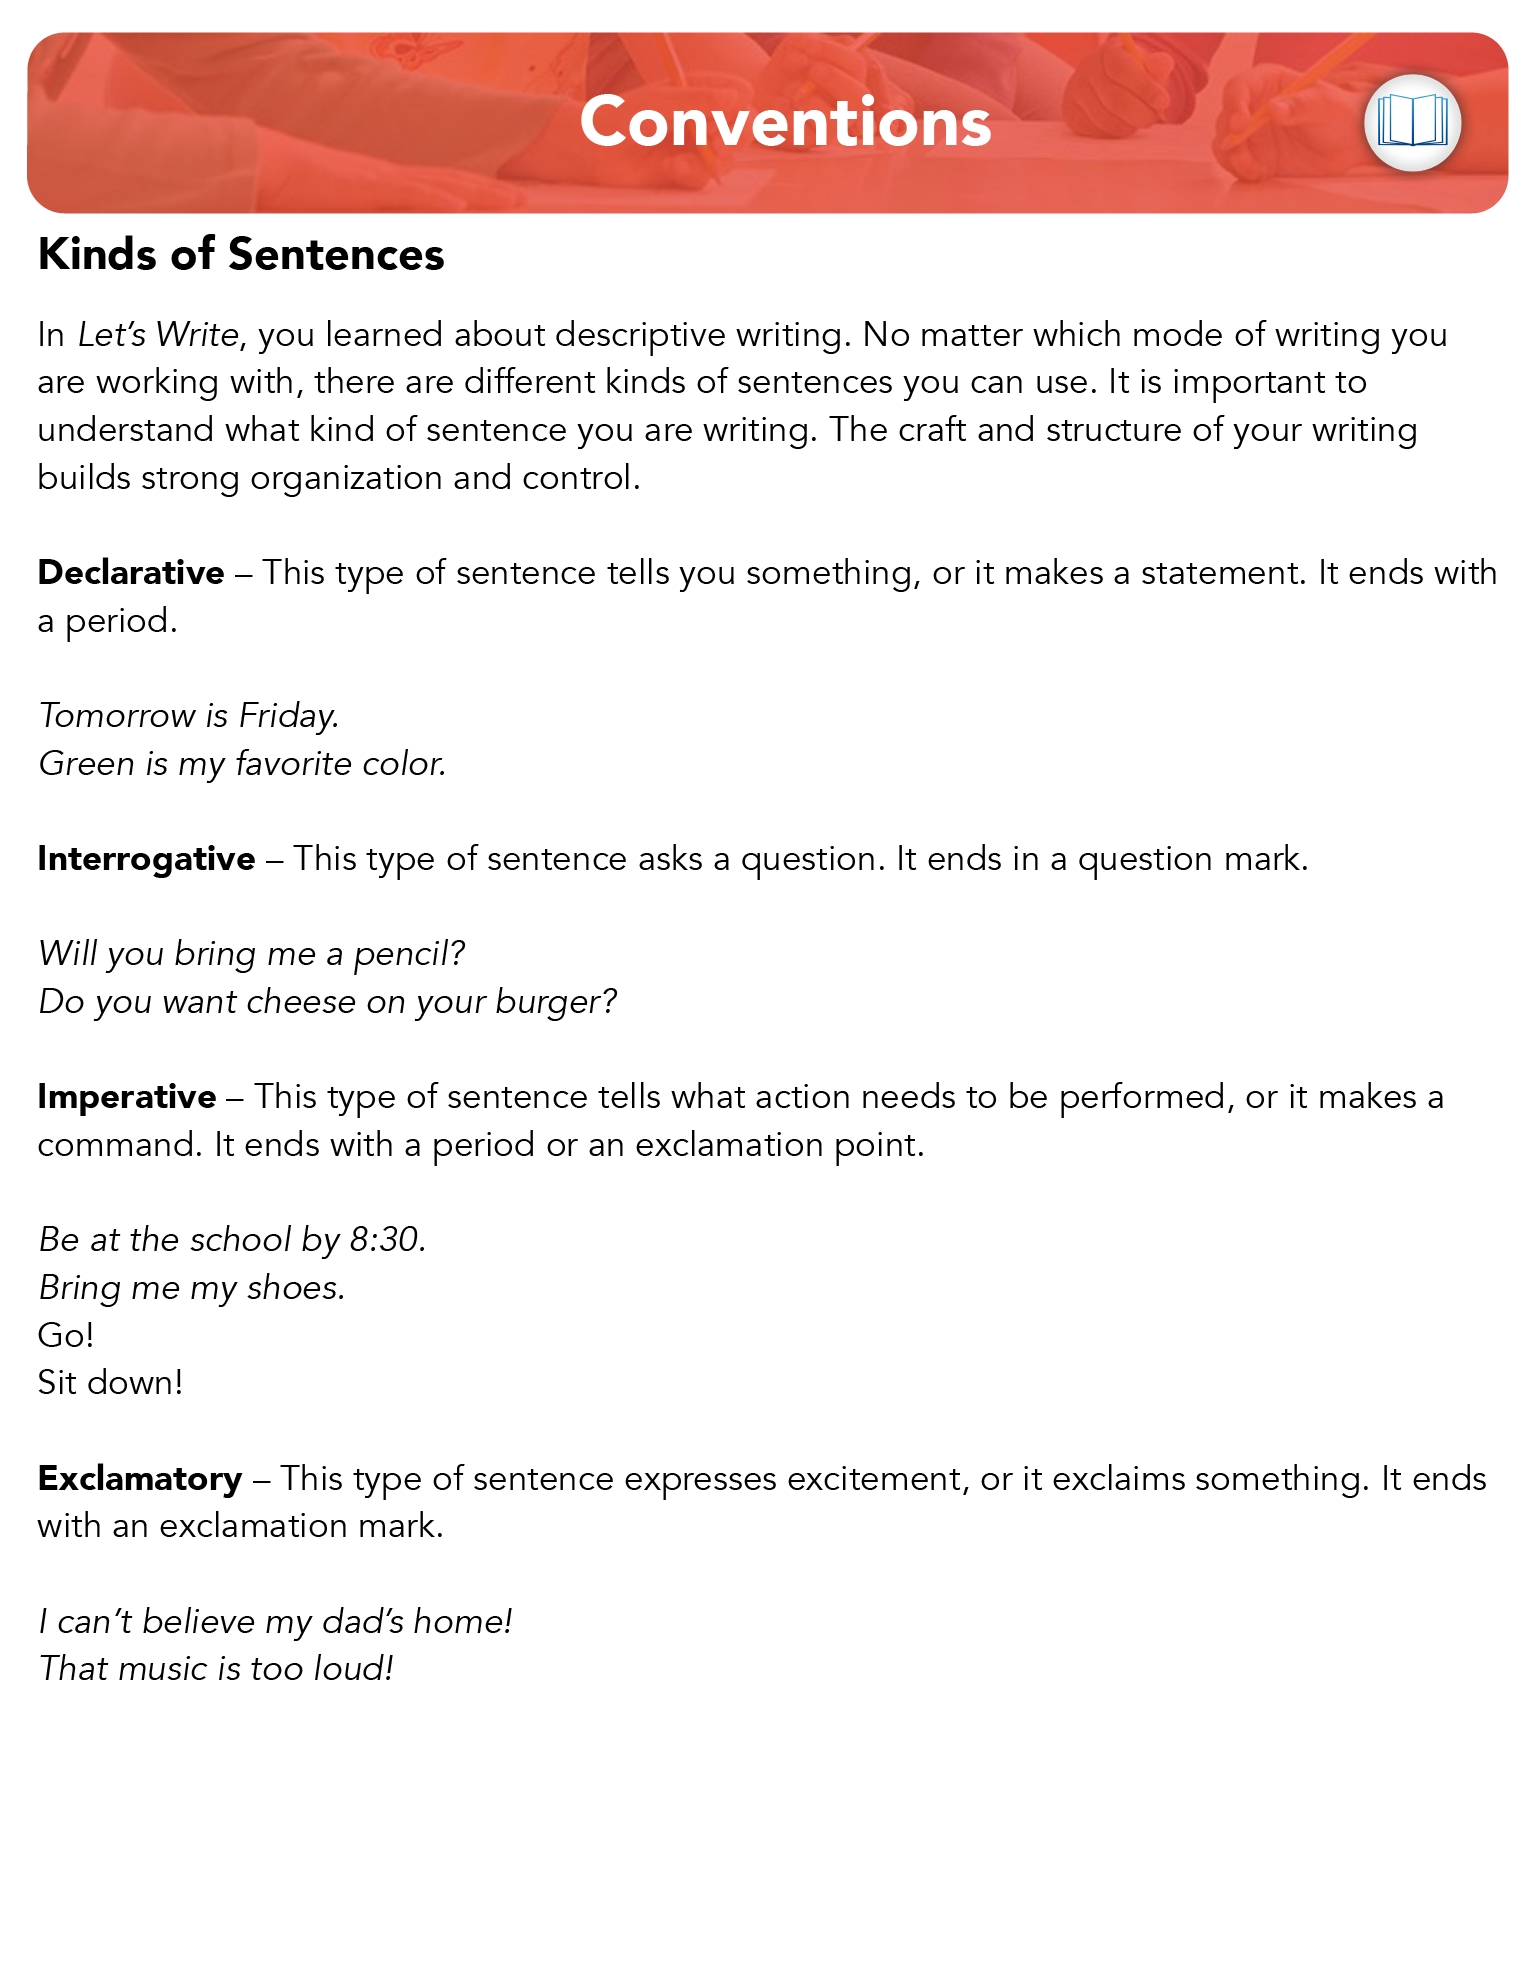 Conventions
Kinds of Sentences
In Let’s Write, you learned about descriptive writing. No matter which mode of writing you
are working with, there are different kinds of sentences you can use. It is important to
understand what kind of sentence you are writing. The craft and structure of your writing
builds strong organization and control.
Declarative – This type of sentence tells you something, or it makes a statement. It ends with
a period.
Tomorrow is Friday.
Green is my favorite color.
Interrogative – This type of sentence asks a question. It ends in a question mark.
Will you bring me a pencil?
Do you want cheese on your burger?
Imperative – This type of sentence tells what action needs to be performed, or it makes a
command. It ends with a period or an exclamation point.
Be at the school by 8:30.
Bring me my shoes.
Go!
Sit down!
Exclamatory – This type of sentence expresses excitement, or it exclaims something. It ends
with an exclamation mark.
I can’t believe my dad’s home!
That music is too loud!